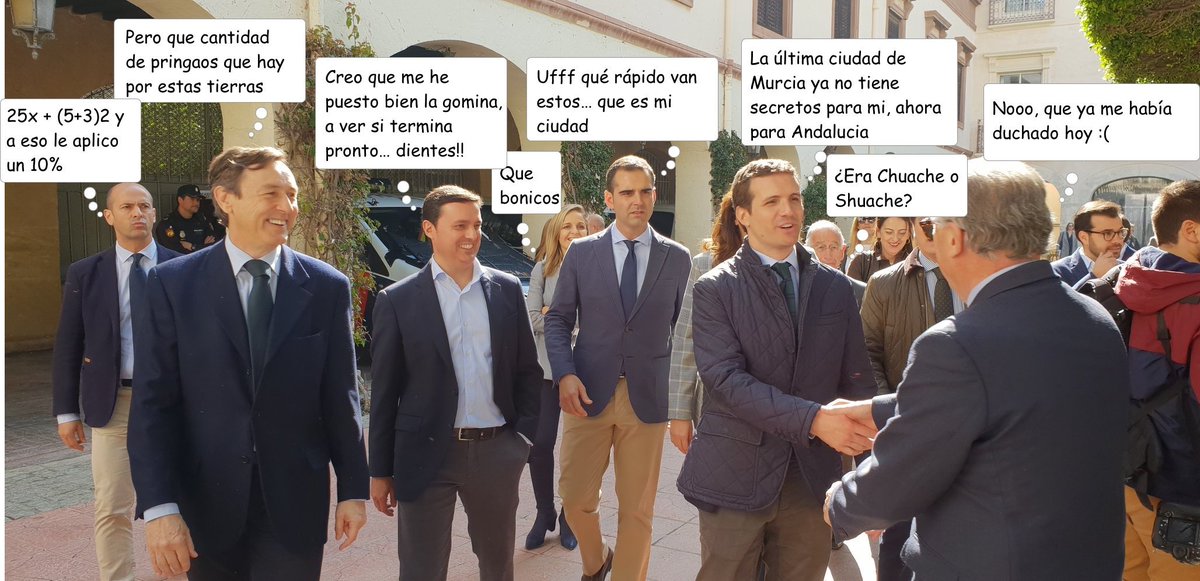 25x + (5+3)2 y
a eso le aplico
un 10%
Pero que cantidad
de pringaos que hay
por estas tierras
Creo que me he
puesto bien la gomina,
a ver si termina
pronto... dientes!!
Que
bonicos
Ufff qué rápido van
estos... que es mi
ciudad
La última ciudad de
Murcia ya no tiene
secretos para mi, ahora
para Andalucia
¿Era Chuache o
Shuache?
Nooo, que ya me había
duchado hoy :(